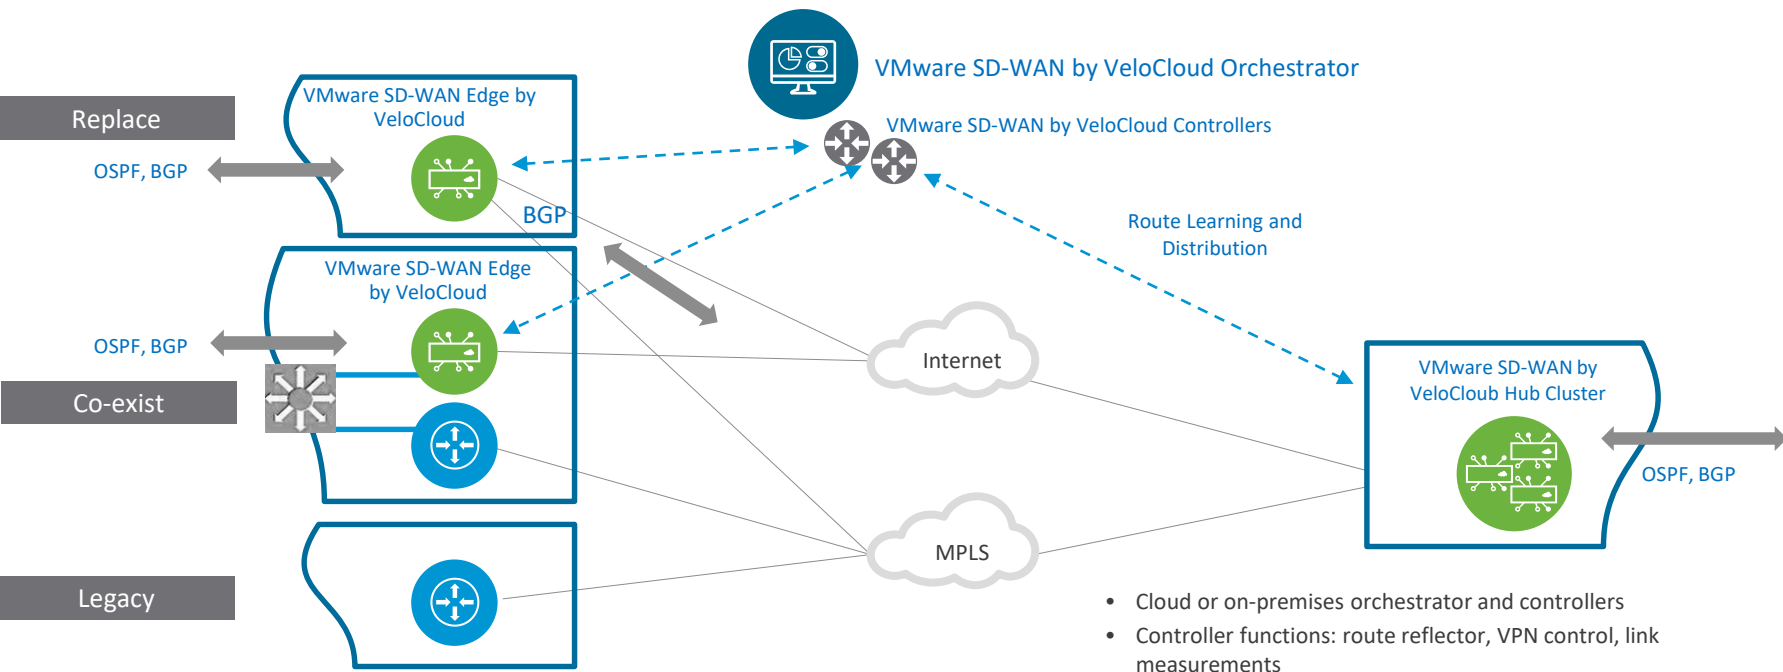 VMware SD-WAN by VeloCloud Orchestrator
VMware SD-WAN by VeloCloud Controllers
Replace
VMware SD-WAN Edge by
VeloCloud
OSPF, BGP
BGP
Route Learning and
Distribution
VMware SD-WAN Edge
by VeloCloud
OSPF, BGP
Co-exist
Internet
VMware SD-WAN by
VeloCloub Hub Cluster
OSPF, BGP
MPLS
Legacy
• Cloud or on-premises orchestrator and controllers
• Controller functions: route reflector, VPN control, link
measurements